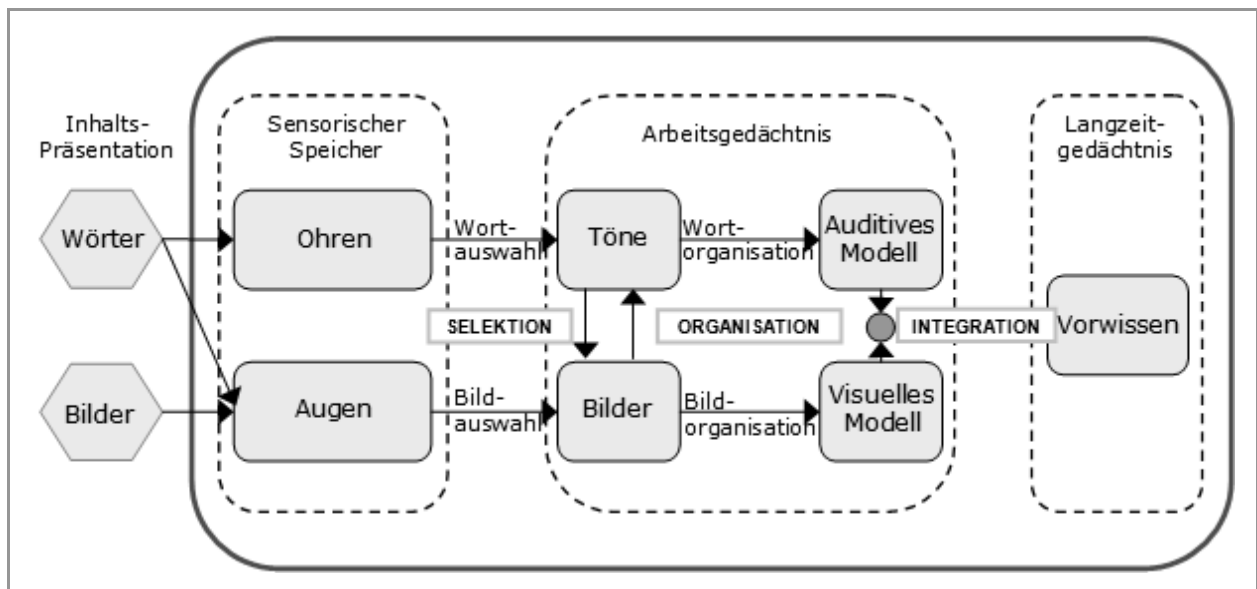 Inhalts-
Präsentation
Sensorischer
Speicher
Arbeitsgedächtnis
Langzeit-
gedächtnis
Wörter
Ohren
Wort-
auswahl
Töne
Wort-
organisation
Auditives
Modell
SELEKTION
ORGANISATION
INTEGRATION
Vorwissen
Bilder
Augen
Bild-
auswahl
Bilder
Bild-
organisation
Visuelles
Modell